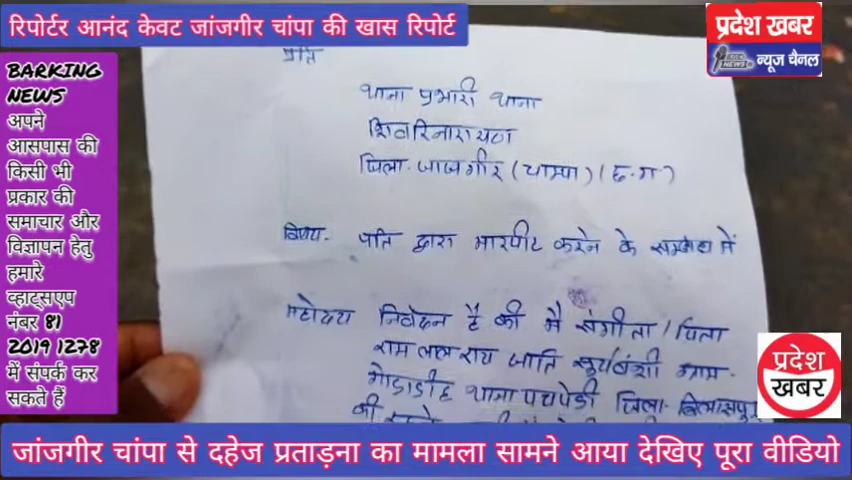 रिपोर्टर आनंद केवट जांजगीर चांपा की खास रिपोर्ट
प्रदेश खबर
न्यूज चैनल
BARKING
NEWS
अपने
आसपास की
किसी भी
प्रकार की
समाचार और
विज्ञापन हेतु
हमारे
व्हाट्सएप
नंबर 81
2019 1278
में संपर्क कर
सकते हैं
प्रति
थाना प्रभारी थाना
शिवरिनारायण
जिला- जाजगीर (चाम्पा) (छ.ग)
विषय- पति द्वारा मारपीट करने के सम्बंध में
महोदय निवेदन है की मै संगीता / पिता
राम लाल राय जाति सूर्यवंशी ग्राम-
गोडाडीह थाना पचपेडी जिला- बिलासपुर
की
प्रदेश
खबर
जांजगीर चांपा से दहेज प्रताड़ना का मामला सामने आया देखिए पूरा वीडियो